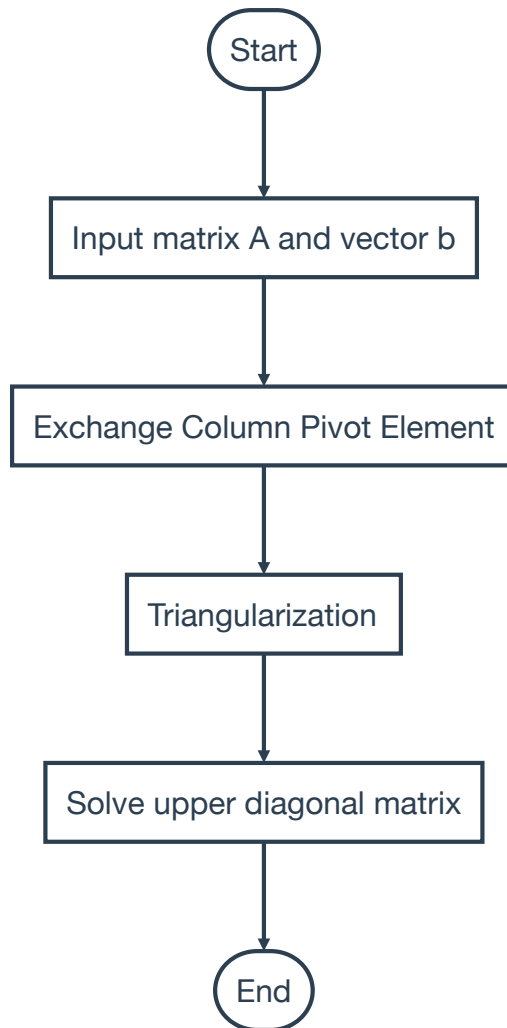 Start
Input matrix A and vector b
Exchange Column Pivot Element
Triangularization
Solve upper diagonal matrix
End